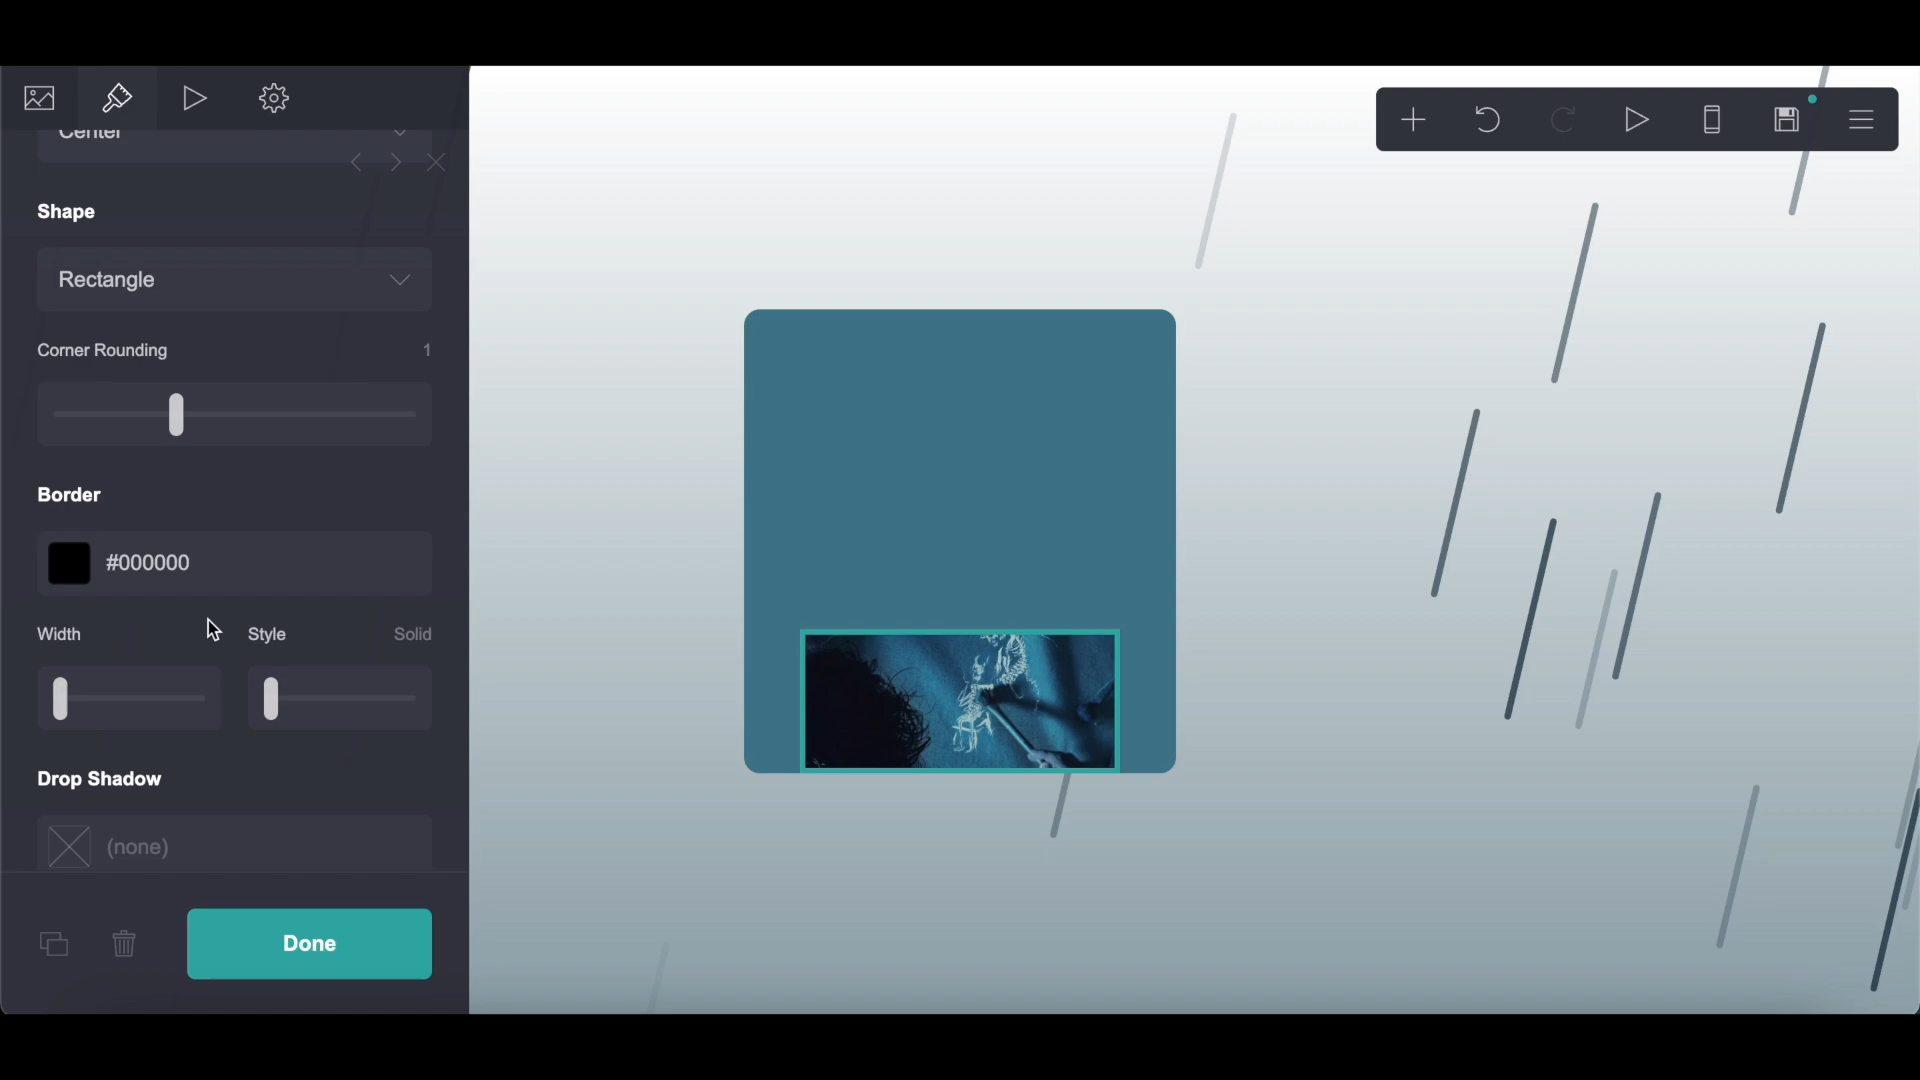 Center
Shape
Rectangle
Corner Rounding 1
Border
#000000
Width Style Solid
Drop Shadow
(none)
Done